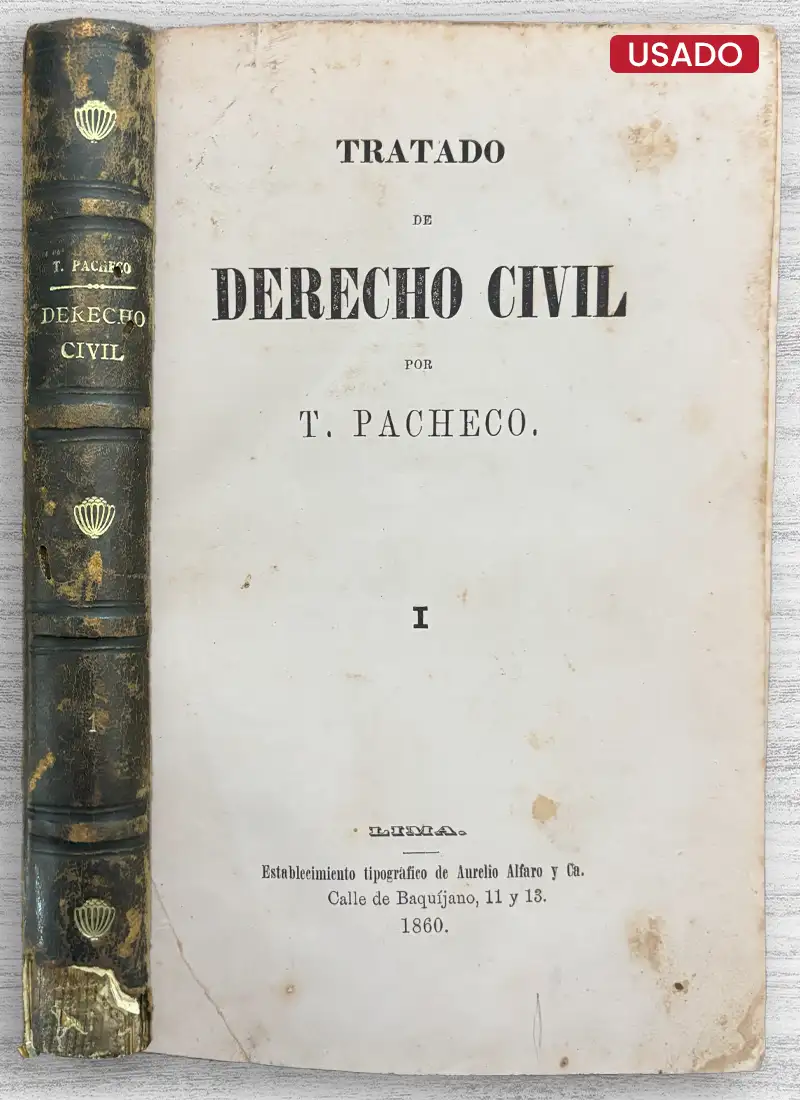 USADO
T. PACHECO
DERECHO
CIVIL
1
TRATADO
DE
DERECHO CIVIL
POR
T. PACHECO.
I
LIMA.
Establecimiento tipográfico de Aurelio Alfaro y Ca.
Calle de Baquíjano, 11 y 13.
1860.